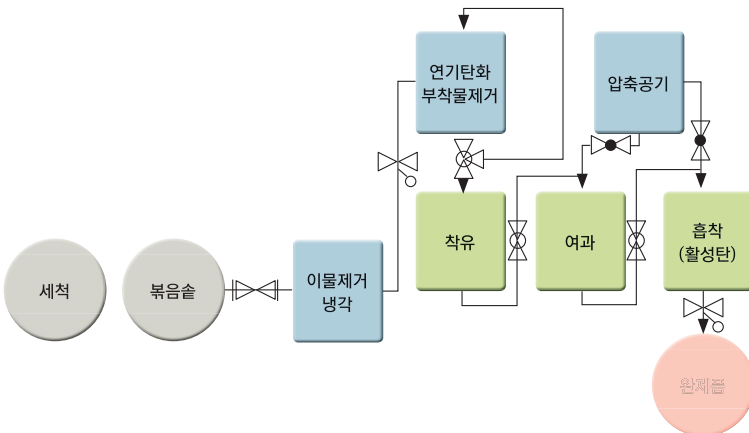 연기탄화
부착물제거
압축공기
세척
볶음솥
이물제거
냉각
착유
여과
흡착
(활성탄)
완제품